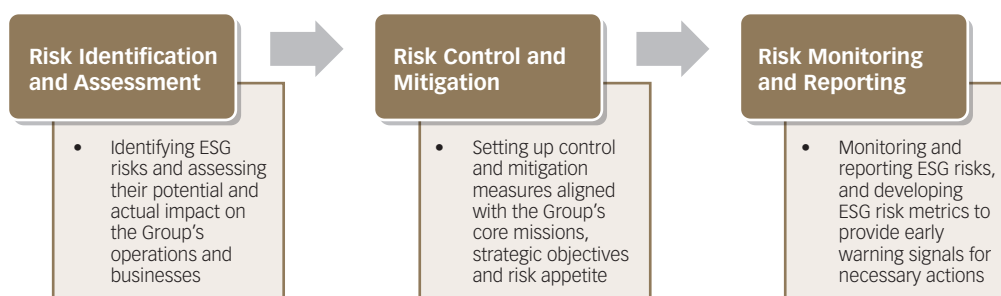 Risk Identification
and Assessment
• Identifying ESG
risks and assessing
their potential and
actual impact on
the Group's
operations and
businesses
Risk Control and
Mitigation
• Setting up control
and mitigation
measures aligned
with the Group's
core missions,
strategic objectives
and risk appetite
Risk Monitoring
and Reporting
• Monitoring and
reporting ESG risks,
and developing
ESG risk metrics to
provide early
warning signals for
necessary actions